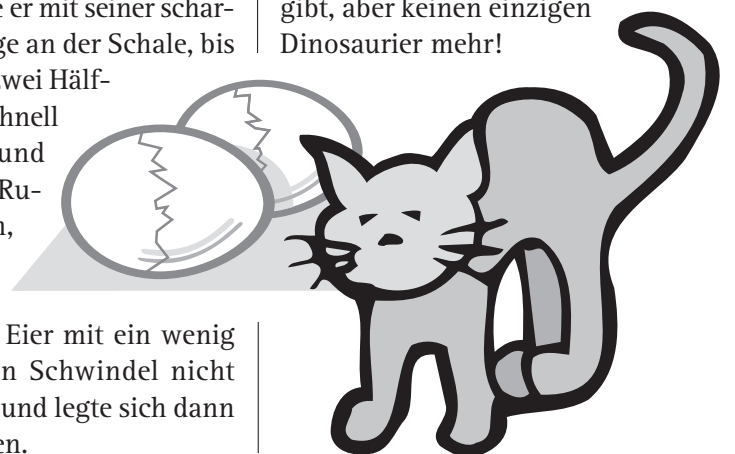 e er mit seiner schar-
ge an der Schale, bis
wei Hälf-
hnell
und
Ru-
n,
Eier mit ein wenig
n Schwindel nicht
und legte sich dann
en.
gibt, aber keinen einzigen
Dinosaurier mehr!